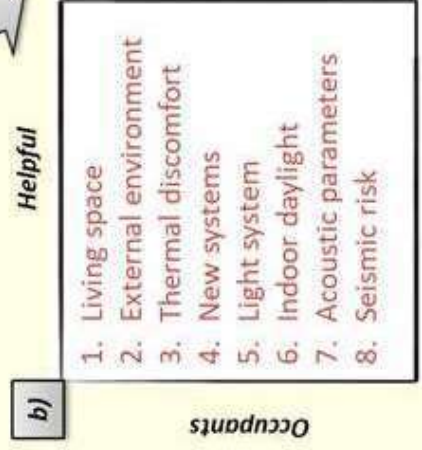 b)
Helpful
Occupants
1. Living space
2. External environment
3. Thermal discomfort
4. New systems
5. Light system
6. Indoor daylight
7. Acoustic parameters
8. Seismic risk